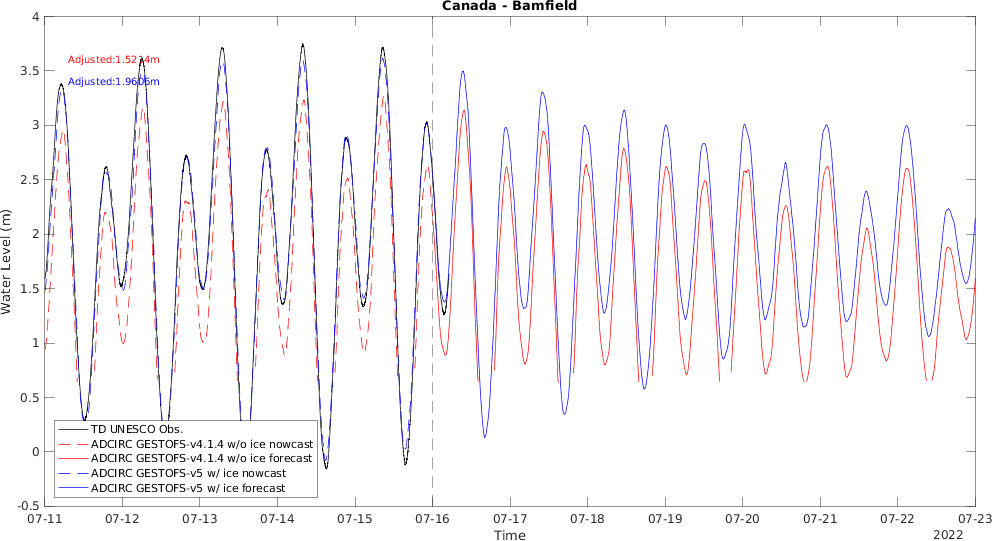 Canada - Bamfield
4
3.5
3
2.5
2
1.5
1
0.5
0
-0.5
Water Level (m)
Adjusted:1.5214m
Adjusted:1.9606m
TD UNESCO Obs.
ADCIRC GESTOFS-v4.1.4 w/o ice nowcast
ADCIRC GESTOFS-v4.1.4 w/o ice forecast
ADCIRC GESTOFS-v5 w/ ice nowcast
ADCIRC GESTOFS-v5 w/ ice forecast
07-11 07-12 07-13 07-14 07-15 07-16 07-17 07-18 07-19 07-20 07-21 07-22 07-23
Time
2022